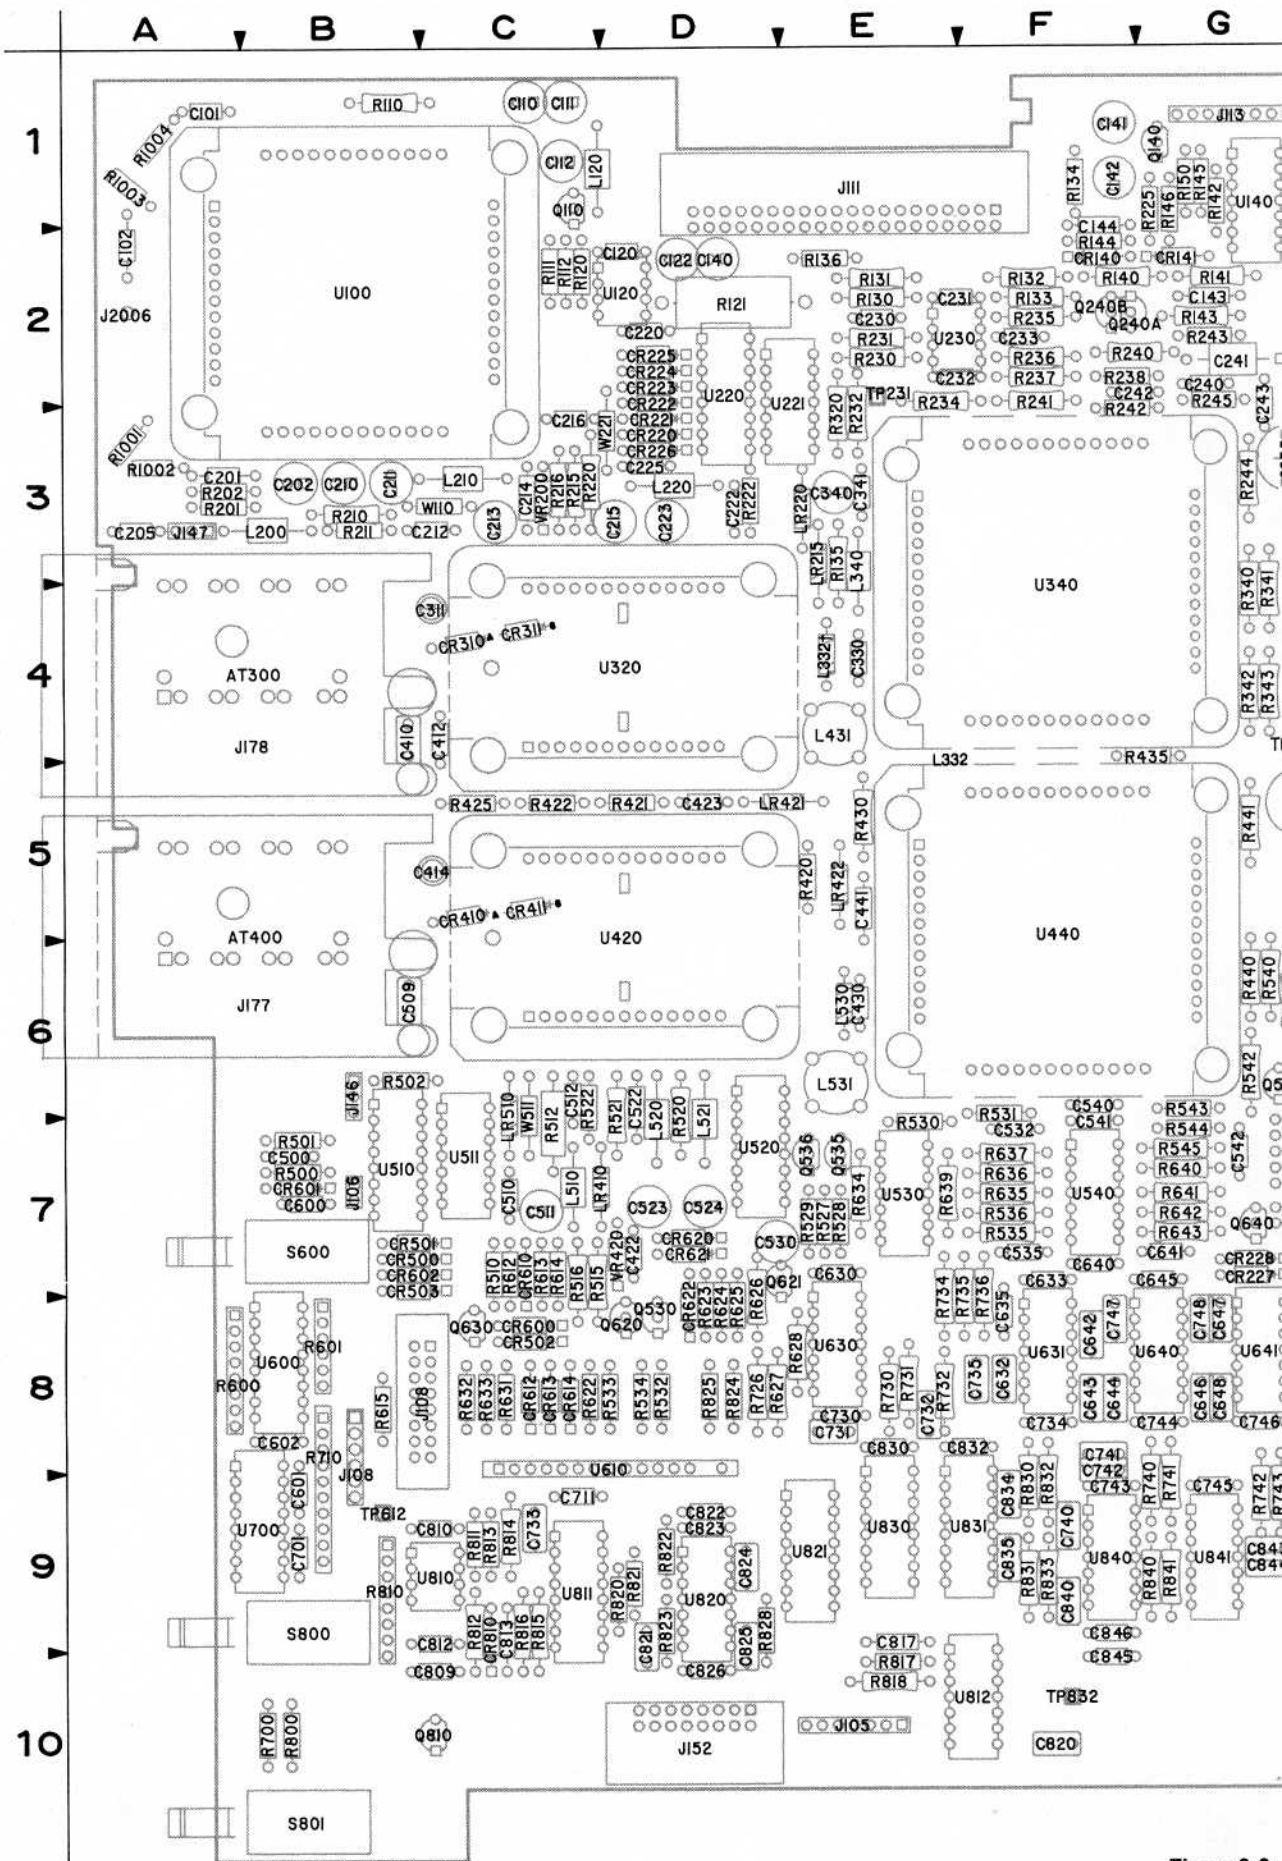 A B C D E F G
1
C101 R110 C110 C111 C141 J113
R1004 C112 L120 R134 C142 Q140 R150 R145
R1003 Q110 J111 R225 R146 R142 U140
C102 R111 R112 R120 C120 C122 C140 R136 C144 R144 CR140 CR141
U100 U120 R121 R131 R132 R140 R141
2
J2006 R130 C231 R133 Q240B C143
C220 C230 U230 R235 Q240A R143
CR225 R231 C233 R243
CR224 R230 R236 R240 C241
CR223 U220 U221 C232 R237 R238 C240
CR222 R320 R232 TP231 R234 R241 C242 R245 C243
R242
C216 W221 CR221
R1001 CR220
CR226
R1002 C201 C202 C210 C211 L210 C214 VR200 R216 R215 R220 C225 L220 C222 R222 LR220 C340 C341 R244
3
R202
R201 R210 W110 C213 C215 C223
C205 J147 L200 R211 C212
LR215 R135 L340 U340 R340 R341
C311
CR310 A CR311 B
4
AT300 U320 L332 C330 R342 R343
J178 C410 C412 L431
L332 R435
R425 R422 R421 C423 LR421 R430 R441
5
C414 R420 LR422 C441
CR410 A CR411 B
AT400 U420 U440
J177 C509 L530 C430 R440 R540
6
L531 R542
J146 R502 LR510 W511 R512 C512 R522 R521 C522 L520 R520 L521 R531 C540 R543
R501 C532 C541 R544
C500 U510 U511 U520 Q536 Q535 R530 R637 R545 C542
R500 R636 R640
CR601 J106 C510 L510 LR410 R634 U530 R639 R635 U540 R641
7
C600 C511 C523 C524 R529 R527 R528 R536 R642 Q640
S600 CR501 VR420 C422 CR620 C530 R535 R643
CR500 R510 R612 CR610 R613 R614 R516 R515 CR621 C535 C641 CR228
CR602 Q621 C630 C640 CR227
CR503 CR622 R623 R624 R625 R626 R734 R735 R736 C635 C633 C645
Q630 CR600 Q620 Q530 C642 C747 C748 C647
CR502
R601 U600 R628 U630 U631 U640 U641
8
R600 R615 J108 R632 R633 R631 CR612 CR613 CR614 R622 R533 R534 R532 R825 R824 R726 R627 R730 R731 C732 R732 C735 C632 C643 C644 C646 C648
C602 C730 C734 C744 C746
R710 C731
J108 U610 C830 C832 C741
C742
C601 C711 C834 R830 R832 C743 R740 R741 C745 R742 R743
TP612 C822
U700 C810 R811 R813 R814 C733 C823 R822 U821 U830 U831 C740
C701 C824 C835 U840 U841 C843
9
R810 U810 U811 R820 R821 U820 R831 R833 C840 R840 R841
S800 R812 CR810 C813 R816 R815 C821 R823 C825 R828 C846
C812 C817 C845
C809 C826 R817
R818 U812 TP832
10
R700 R800 Q810 J152 J105 C820
S801